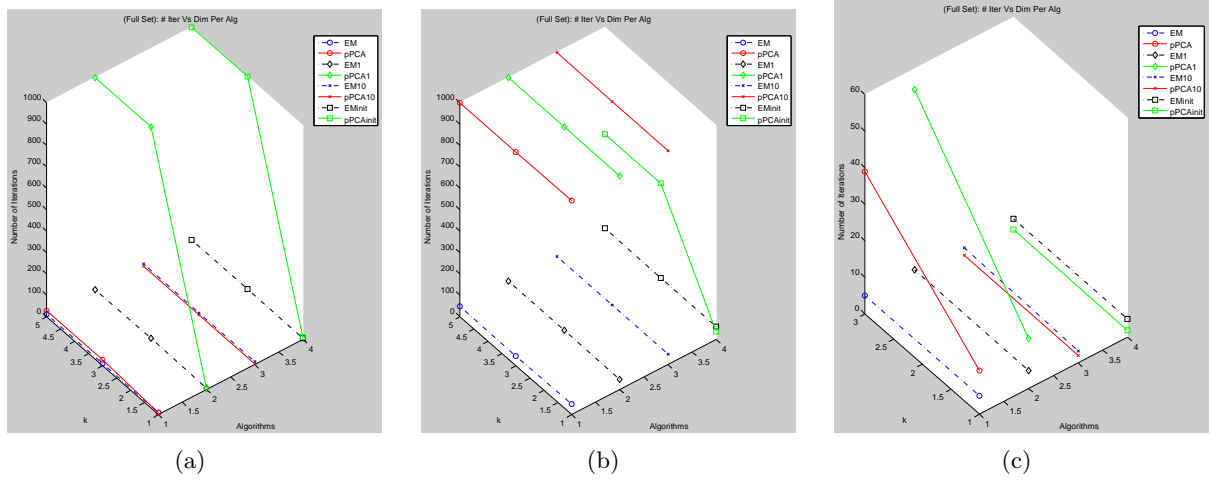 (Full Set): # Iter Vs Dim Per Alg
EM
pPCA
EM1
pPCA1
EM10
pPCA10
EMinit
pPCAinit
Number of Iterations
1000
900
800
700
600
500
400
300
200
100
0
5
4.5
4
3.5
3
2.5
2
1.5
1
k
1
1.5
2
2.5
3
3.5
4
Algorithms
(a)
(Full Set): # Iter Vs Dim Per Alg
EM
pPCA
EM1
pPCA1
EM10
pPCA10
EMinit
pPCAinit
Number of Iterations
1000
900
800
700
600
500
400
300
200
100
0
5
4.5
4
3.5
3
2.5
2
1.5
1
k
1
1.5
2
2.5
3
3.5
4
Algorithms
(b)
(Full Set): # Iter Vs Dim Per Alg
EM
pPCA
EM1
pPCA1
EM10
pPCA10
EMinit
pPCAinit
Number of Iterations
60
50
40
30
20
10
0
3
2.5
2
1.5
1
k
1
1.5
2
2.5
3
3.5
4
Algorithms
(c)